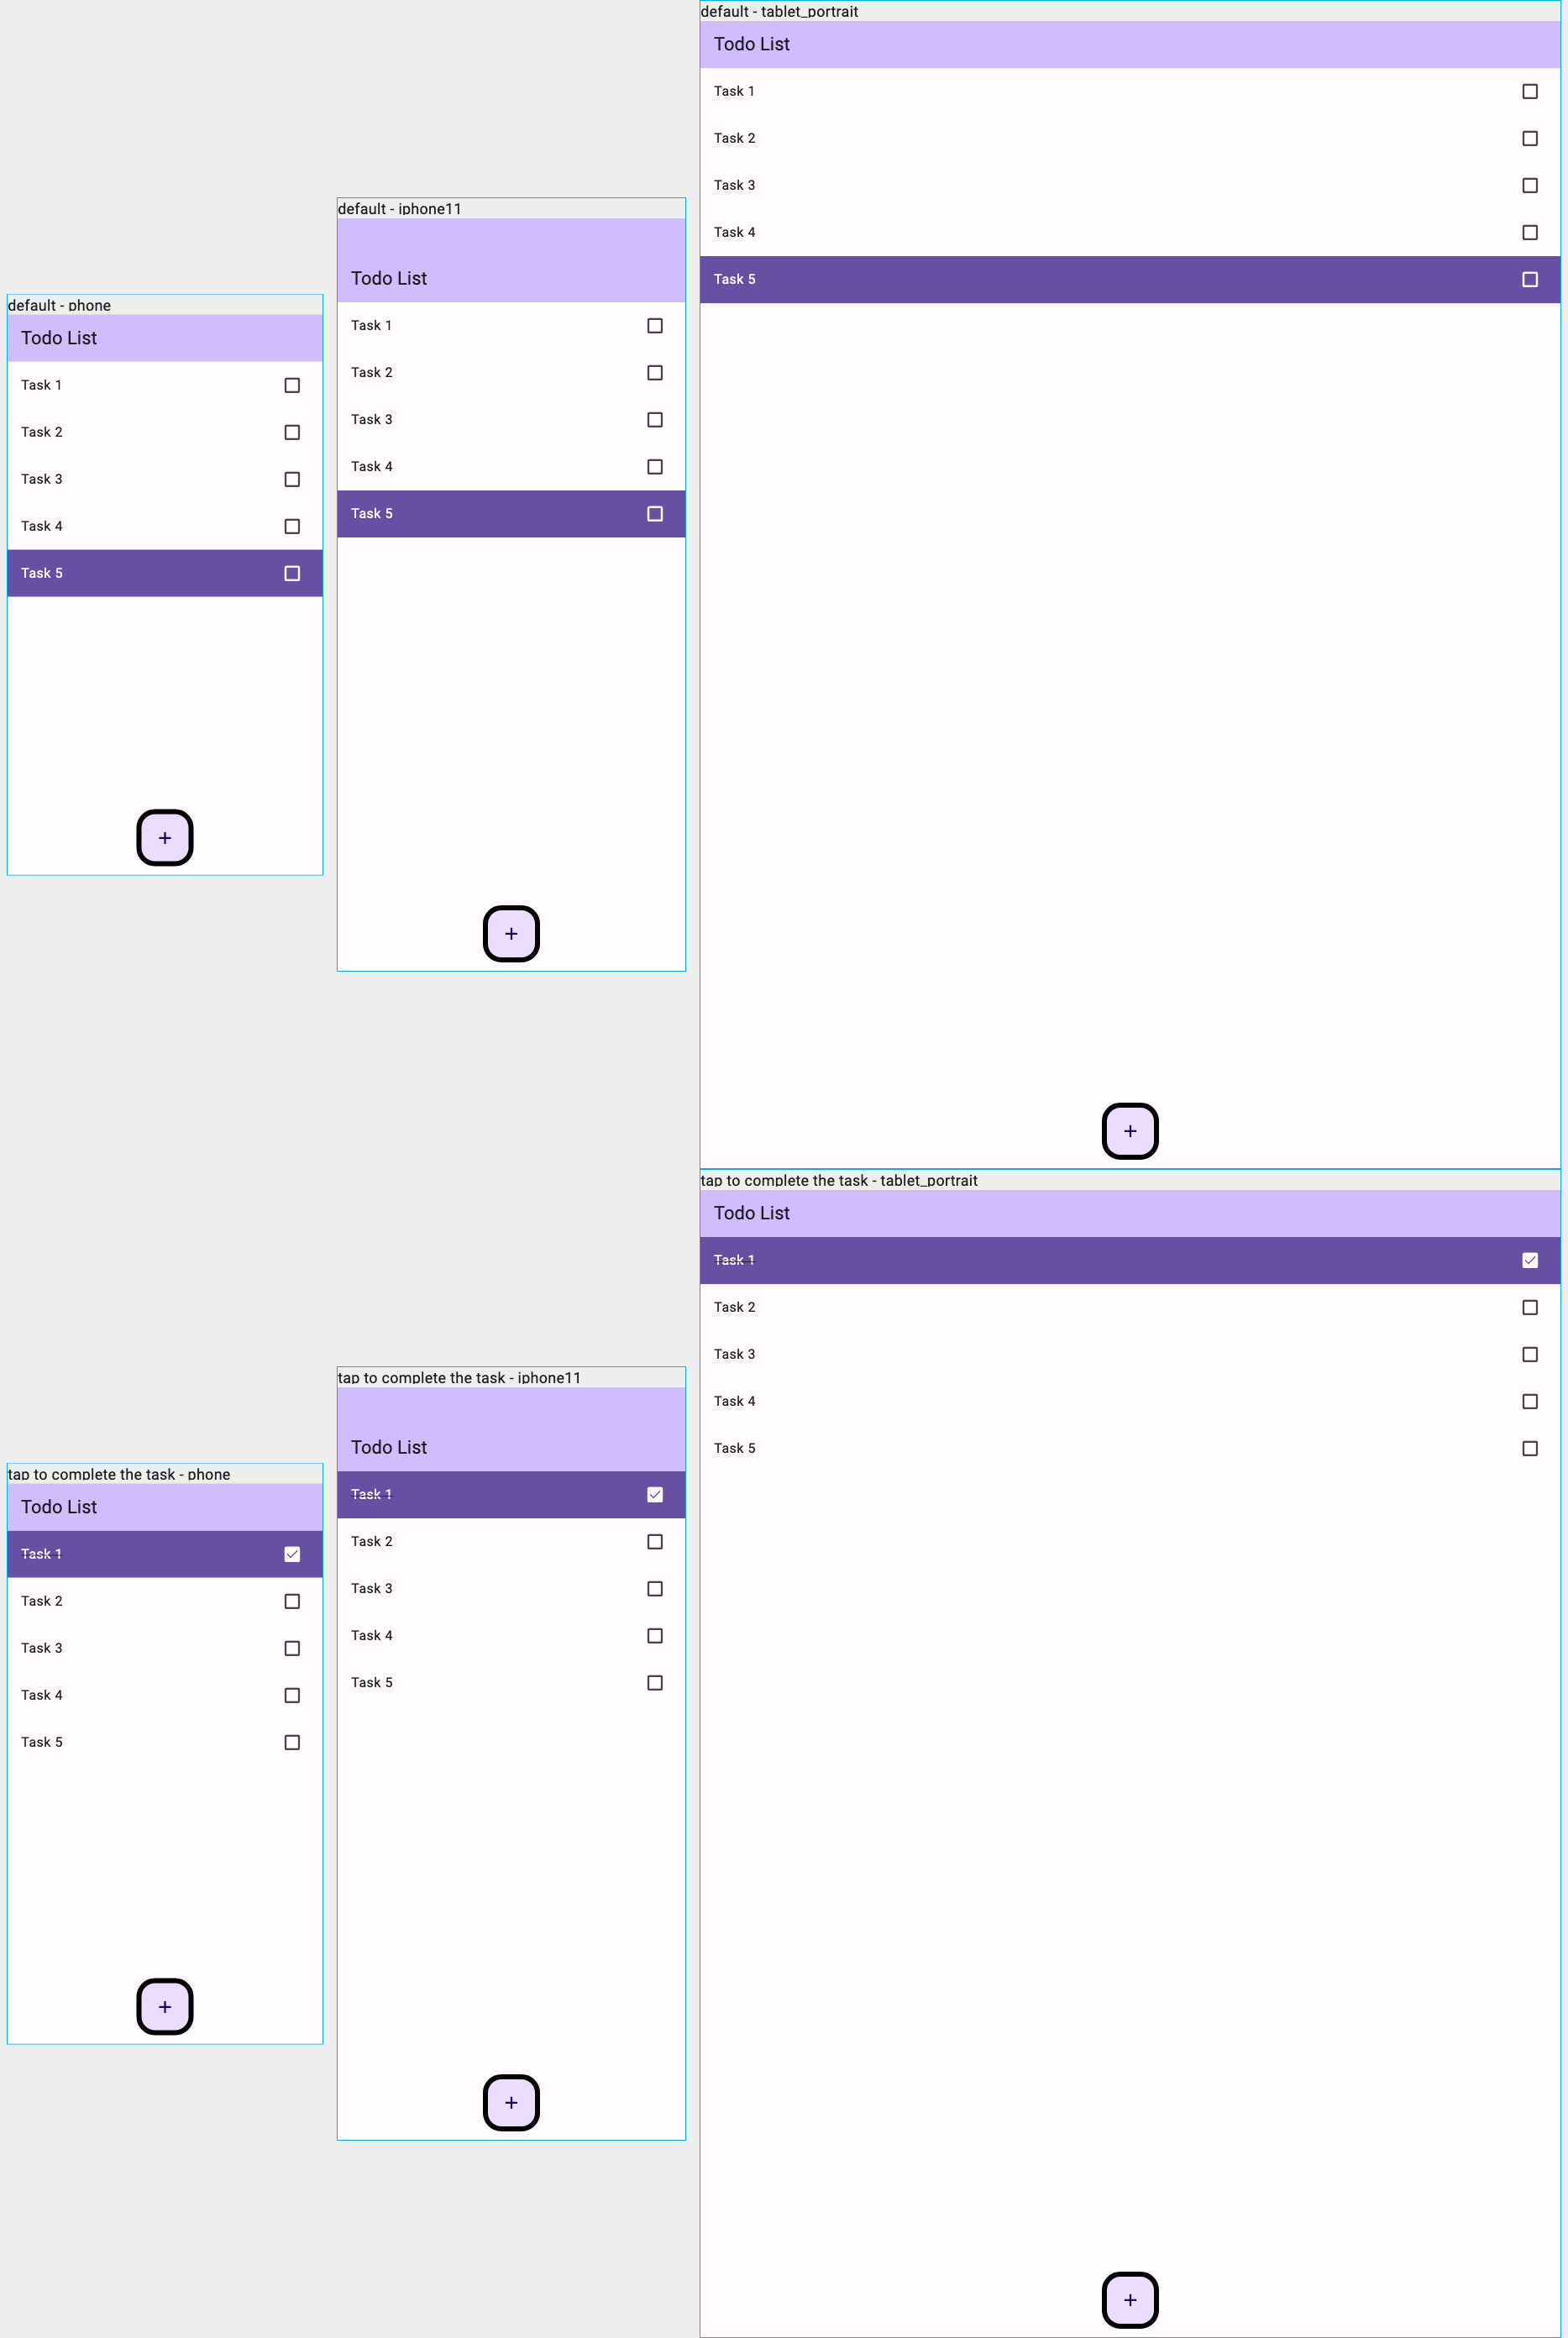 default - tablet_portrait
Todo List
Task 1
Task 2
Task 3
Task 4
Task 5
+
default - iphone11
Todo List
Task 1
Task 2
Task 3
Task 4
Task 5
+
default - phone
Todo List
Task 1
Task 2
Task 3
Task 4
Task 5
+
tap to complete the task - tablet_portrait
Todo List
Task 1
Task 2
Task 3
Task 4
Task 5
+
tap to complete the task - iphone11
Todo List
Task 1
Task 2
Task 3
Task 4
Task 5
+
tap to complete the task - phone
Todo List
Task 1
Task 2
Task 3
Task 4
Task 5
+